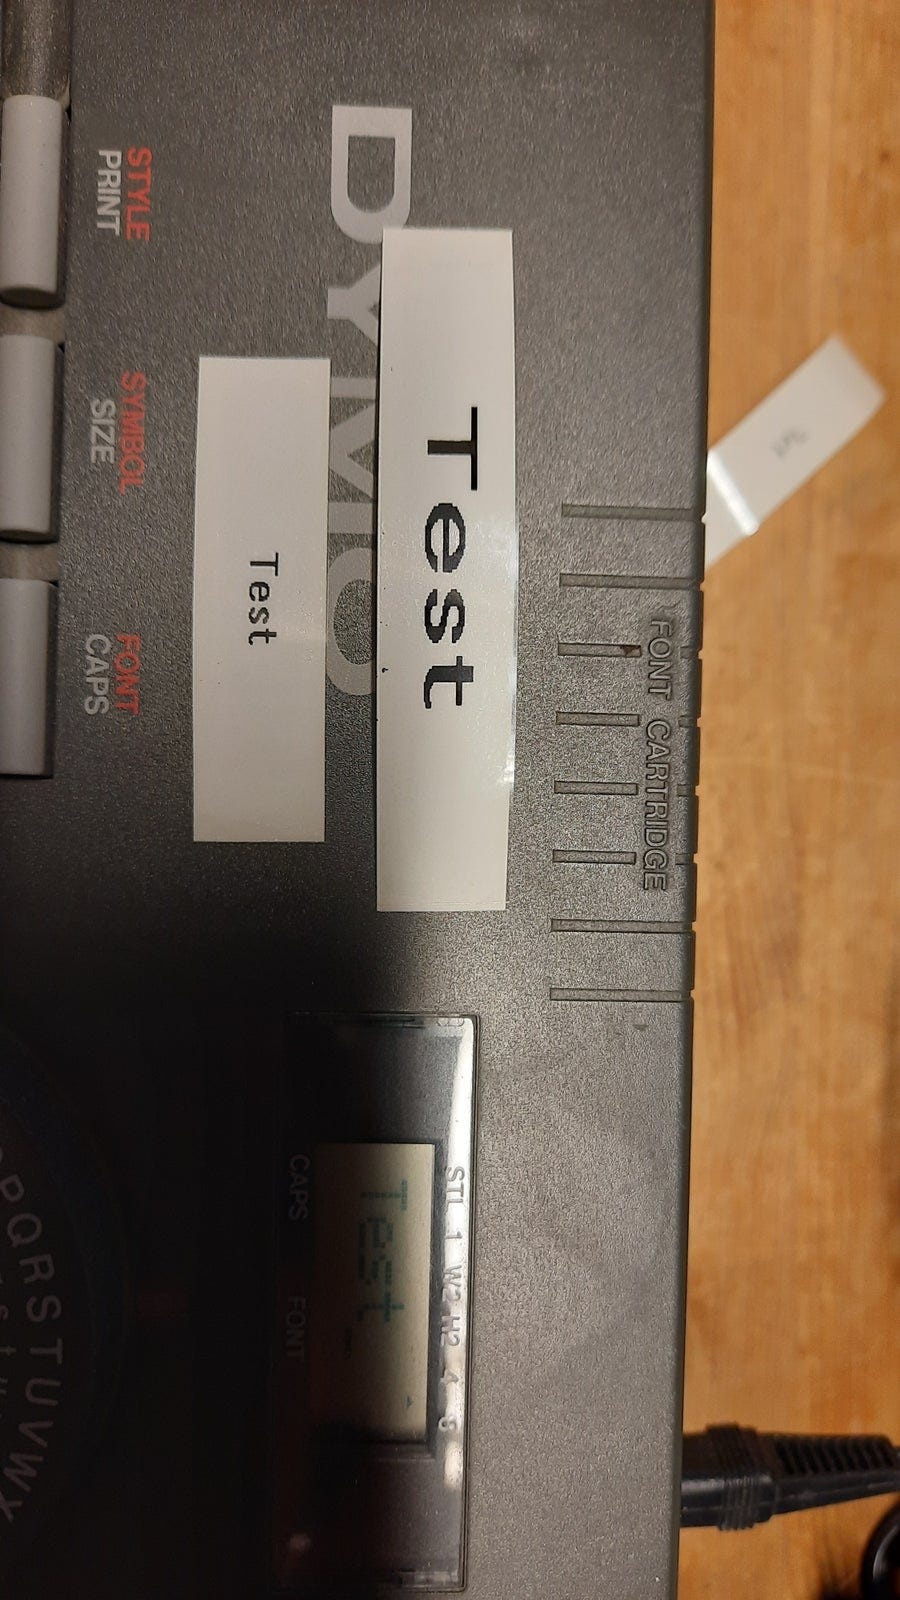 DYMO
STYLE
PRINT
SYMBOL
SIZE
FONT
CAPS
Test
Test
FONT CARTRIDGE
STL 1 W2 H2 4 8
Test_
CAPS FONT
PQRSTUVWX